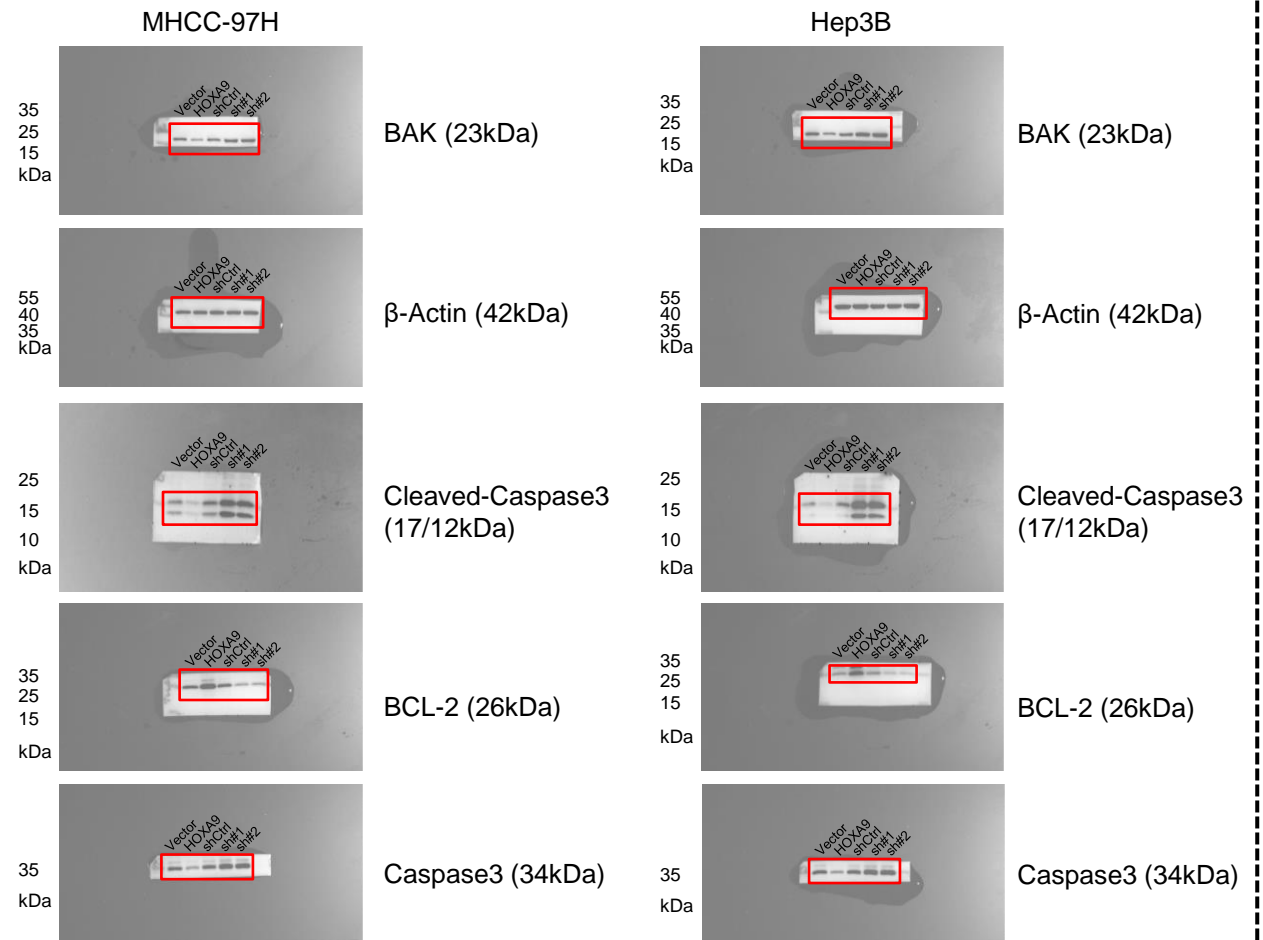 MHCC-97H
Hep3B
Vector
HOXA9
shCtrl
sh#1
sh#2
35
25
15
kDa
BAK (23kDa)
Vector
HOXA9
shCtrl
sh#1
sh#2
35
25
15
kDa
BAK (23kDa)
Vector
HOXA9
shCtrl
sh#1
sh#2
55
40
35
kDa
β-Actin (42kDa)
Vector
HOXA9
shCtrl
sh#1
sh#2
55
40
35
kDa
β-Actin (42kDa)
Vector
HOXA9
shCtrl
sh#1
sh#2
25
15
10
kDa
Cleaved-Caspase3
(17/12kDa)
Vector
HOXA9
shCtrl
sh#1
sh#2
25
15
10
kDa
Cleaved-Caspase3
(17/12kDa)
Vector
HOXA9
shCtrl
sh#1
sh#2
35
25
15
kDa
BCL-2 (26kDa)
Vector
HOXA9
shCtrl
sh#1
sh#2
35
25
15
kDa
BCL-2 (26kDa)
Vector
HOXA9
shCtrl
sh#1
sh#2
35
kDa
Caspase3 (34kDa)
Vector
HOXA9
shCtrl
sh#1
sh#2
35
kDa
Caspase3 (34kDa)